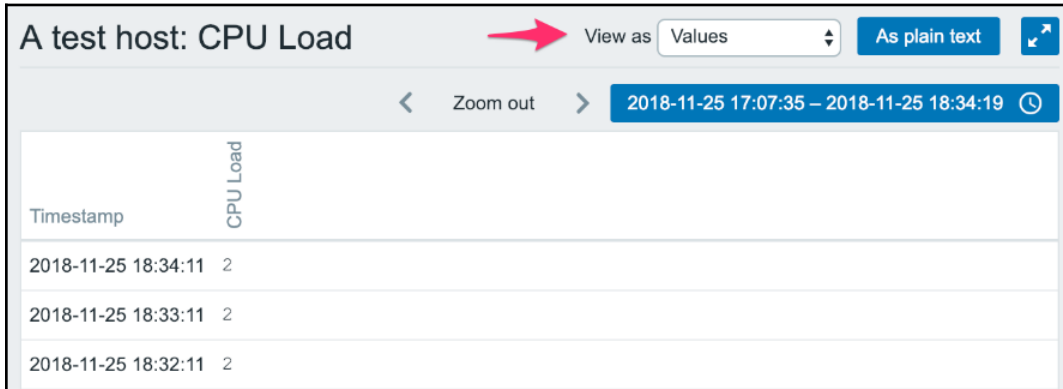 A test host: CPU Load View as Values As plain text
Zoom out 2018-11-25 17:07:35 – 2018-11-25 18:34:19
Timestamp CPU Load
2018-11-25 18:34:11 2
2018-11-25 18:33:11 2
2018-11-25 18:32:11 2